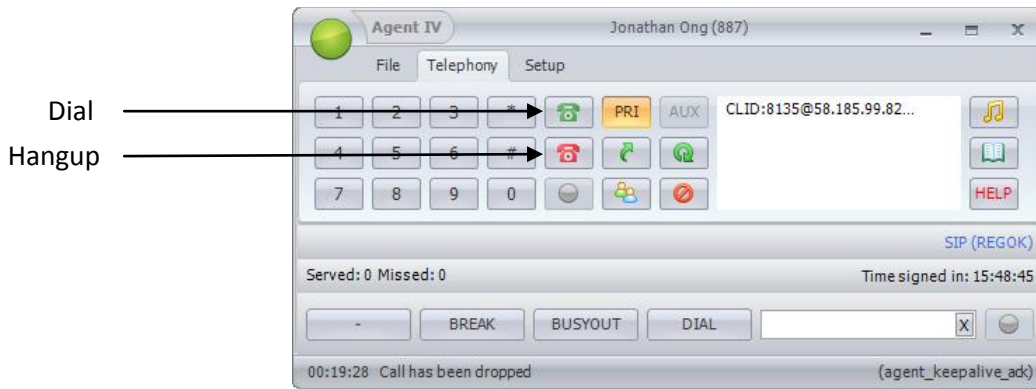 Agent IV Jonathan Ong (887)
File Telephony Setup
Dial 1 2 3 * PRI AUX CLID:8135@58.185.99.82...
Hangup 4 5 6 #
7 8 9 0 HELP
SIP (REGOK)
Served: 0 Missed: 0 Time signed in: 15:48:45
- BREAK BUSYOUT DIAL X
00:19:28 Call has been dropped (agent_keepalive_ack)